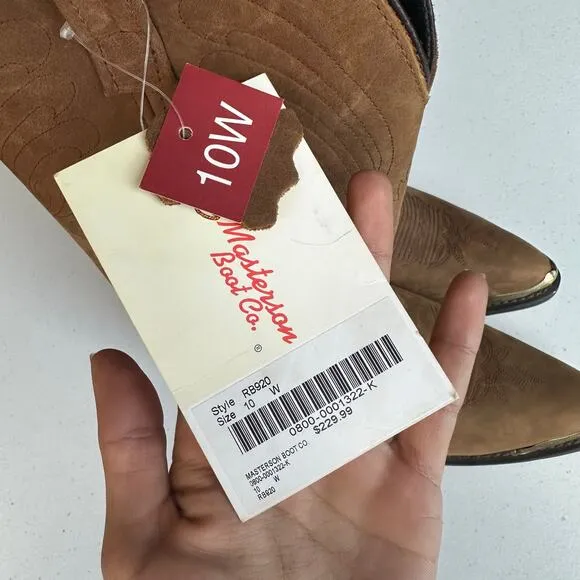 10W
Masterson
Boot Co.
®
Style RB920
Size 10 W
0800-0001322-K
$229.99
MASTERSON BOOT CO.
0800-0001322-K
10
W
RB920